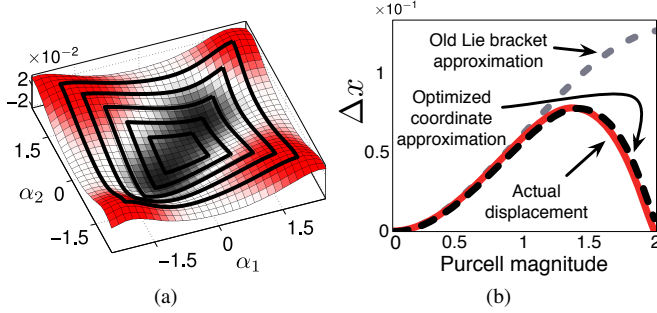 ×10⁻²
2
−2
1.5
0
−1.5
α₂
−1.5
0
1.5
α₁
(a)
×10⁻¹
Δx
1
0.5
0
Old Lie bracket
approximation
Optimized
coordinate
approximation
Actual
displacement
0 0.5 1 1.5 2
Purcell magnitude
(b)